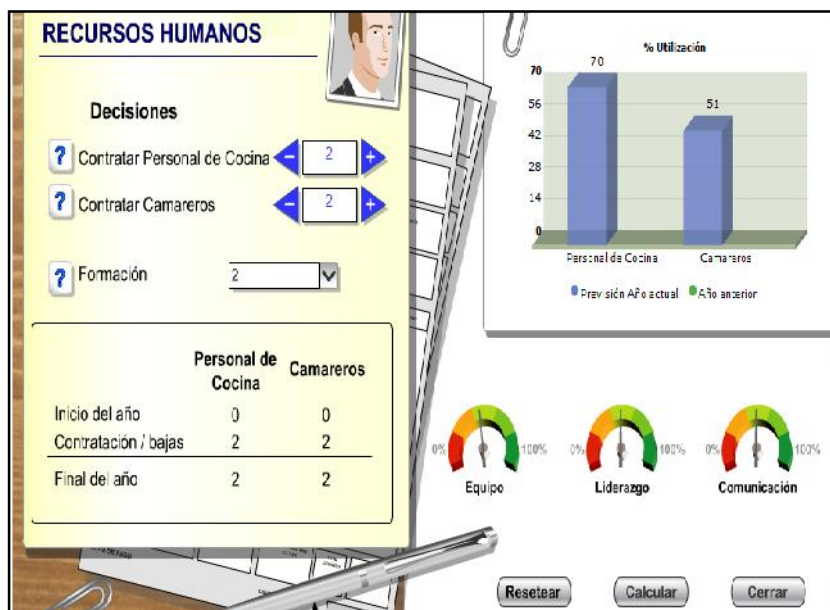 RECURSOS HUMANOS
Decisiones
? Contratar Personal de Cocina - 2 +
? Contratar Camareros - 2 +
? Formación 2
Personal de Cocina Camareros
Inicio del año 0 0
Contratación / bajas 2 2
Final del año 2 2
% Utilización
70
56
42
28
14
0
70
51
Personal de Cocina Camareros
Previsión Año actual Año anterior
0% 100% 0% 100% 0% 100%
Equipo Liderazgo Comunicación
Resetear Calcular Cerrar